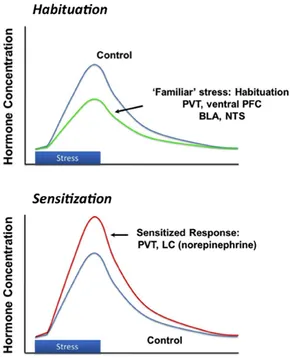 Habituation
Hormone Concentration
Control
‘Familiar’ stress: Habituation
PVT, ventral PFC
BLA, NTS
Stress
Sensitization
Hormone Concentration
Sensitized Response:
PVT, LC (norepinephrine)
Control
Stress